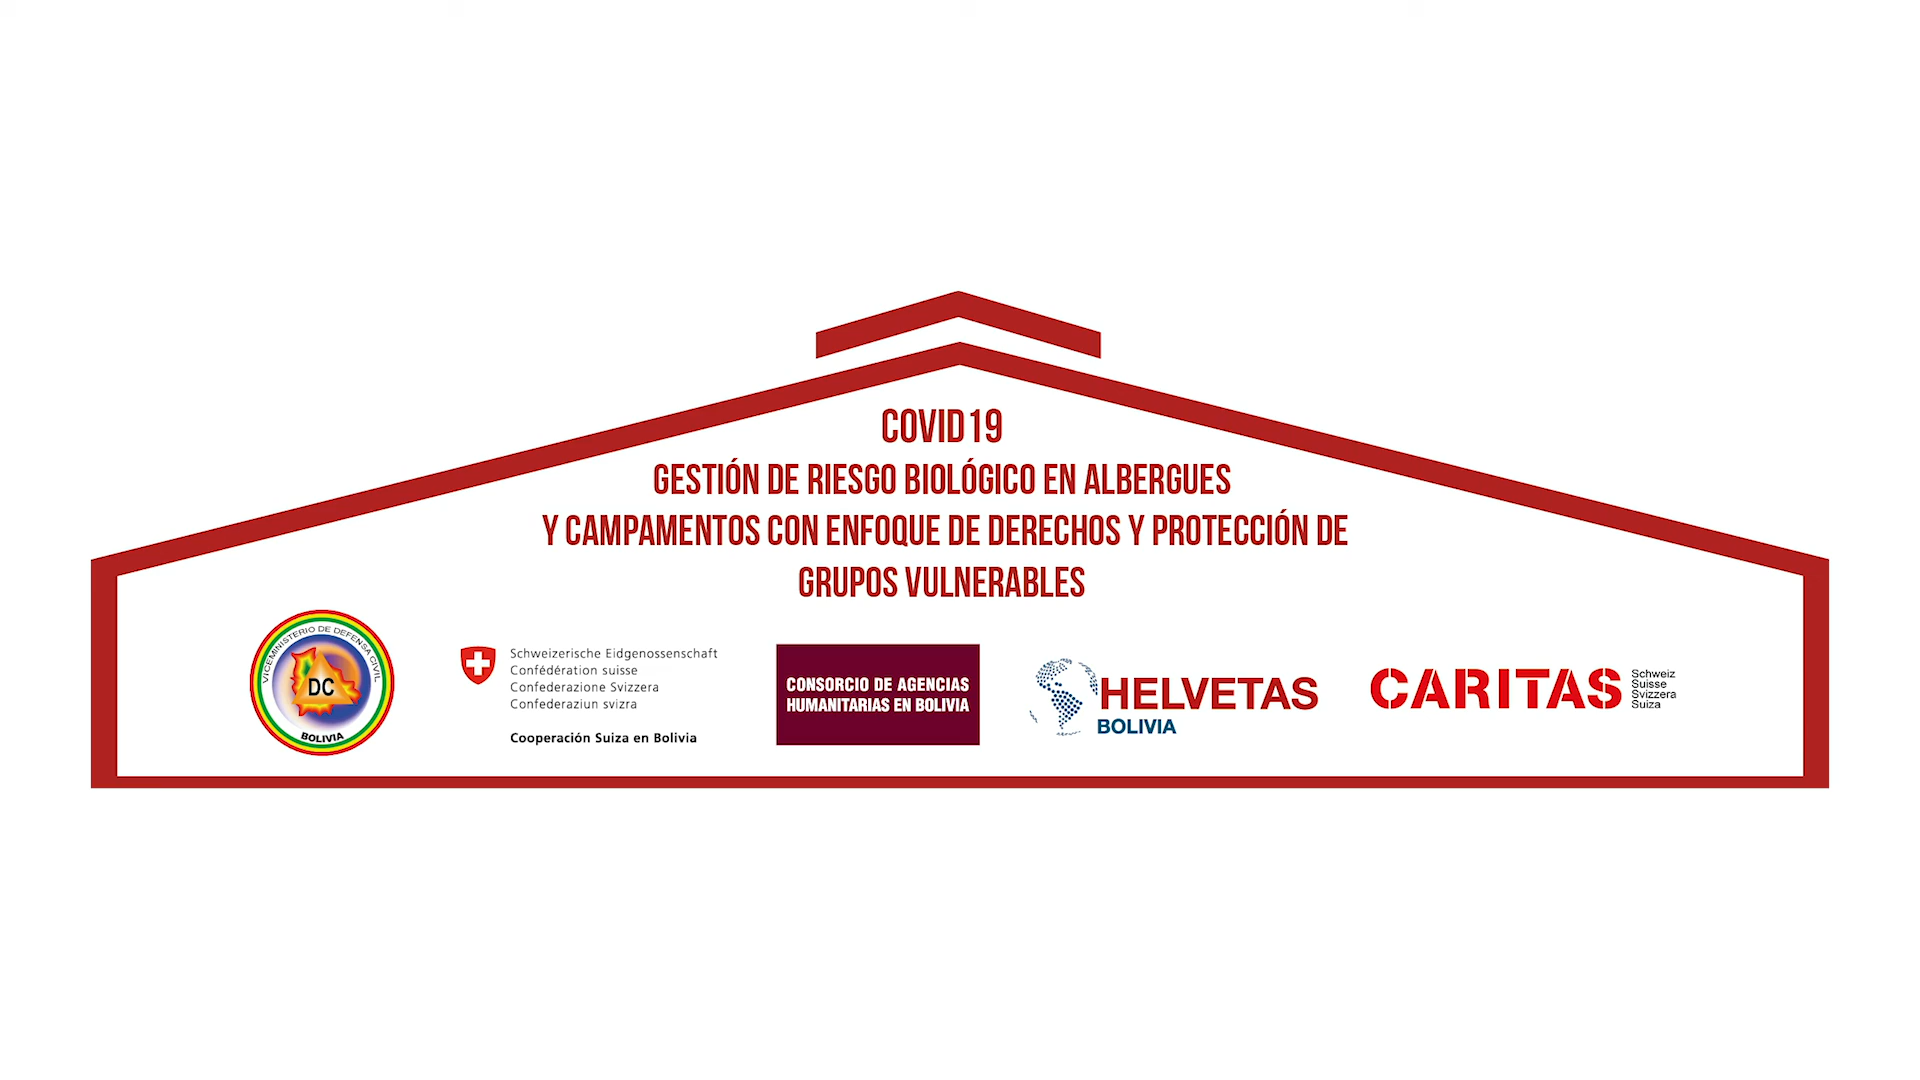 COVID19
GESTIÓN DE RIESGO BIOLÓGICO EN ALBERGUES
Y CAMPAMENTOS CON ENFOQUE DE DERECHOS Y PROTECCIÓN DE
GRUPOS VULNERABLES
VICEMINISTERIO DE DEFENSA CIVIL
DC
BOLIVIA
Schweizerische Eidgenossenschaft
Confédération suisse
Confederazione Svizzera
Confederaziun svizra
Cooperación Suiza en Bolivia
CONSORCIO DE AGENCIAS
HUMANITARIAS EN BOLIVIA
HELVETAS
BOLIVIA
CARITAS
Schweiz
Suisse
Svizzera
Suiza